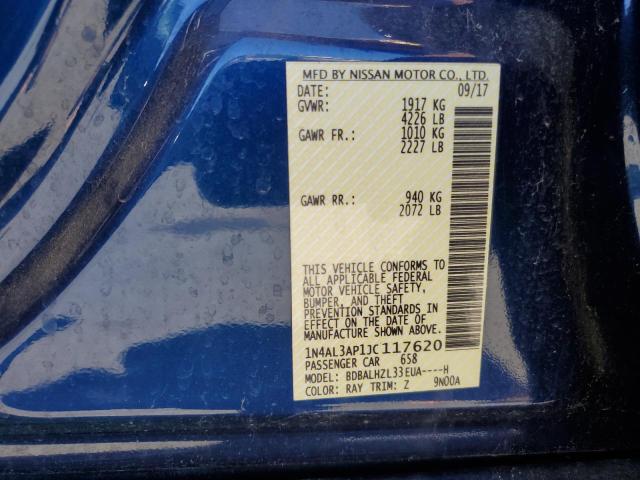 MFD BY NISSAN MOTOR CO., LTD.
DATE: 09/17
GVWR: 1917 KG
4226 LB
GAWR FR.: 1010 KG
2227 LB
GAWR RR.: 940 KG
2072 LB
THIS VEHICLE CONFORMS TO
ALL APPLICABLE FEDERAL
MOTOR VEHICLE SAFETY,
BUMPER, AND THEFT
PREVENTION STANDARDS IN
EFFECT ON THE DATE OF
MANUFACTURE SHOWN ABOVE.
1N4AL3AP1JC117620
PASSENGER CAR 658
MODEL: BDBALHZL33EUA----H
COLOR: RAY TRIM: Z 9N00A